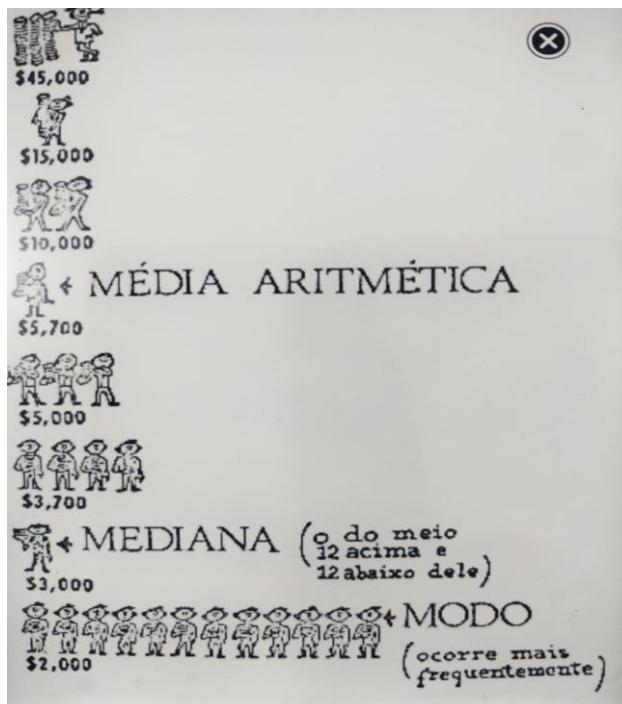 $45,000
$15,000
$10,000
MÉDIA ARITMÉTICA
$5,700
$5,000
$3,700
MEDIANA (o do meio
12 acima e
12 abaixo dele)
$3,000
MODO
$2,000
(ocorre mais
frequentemente)